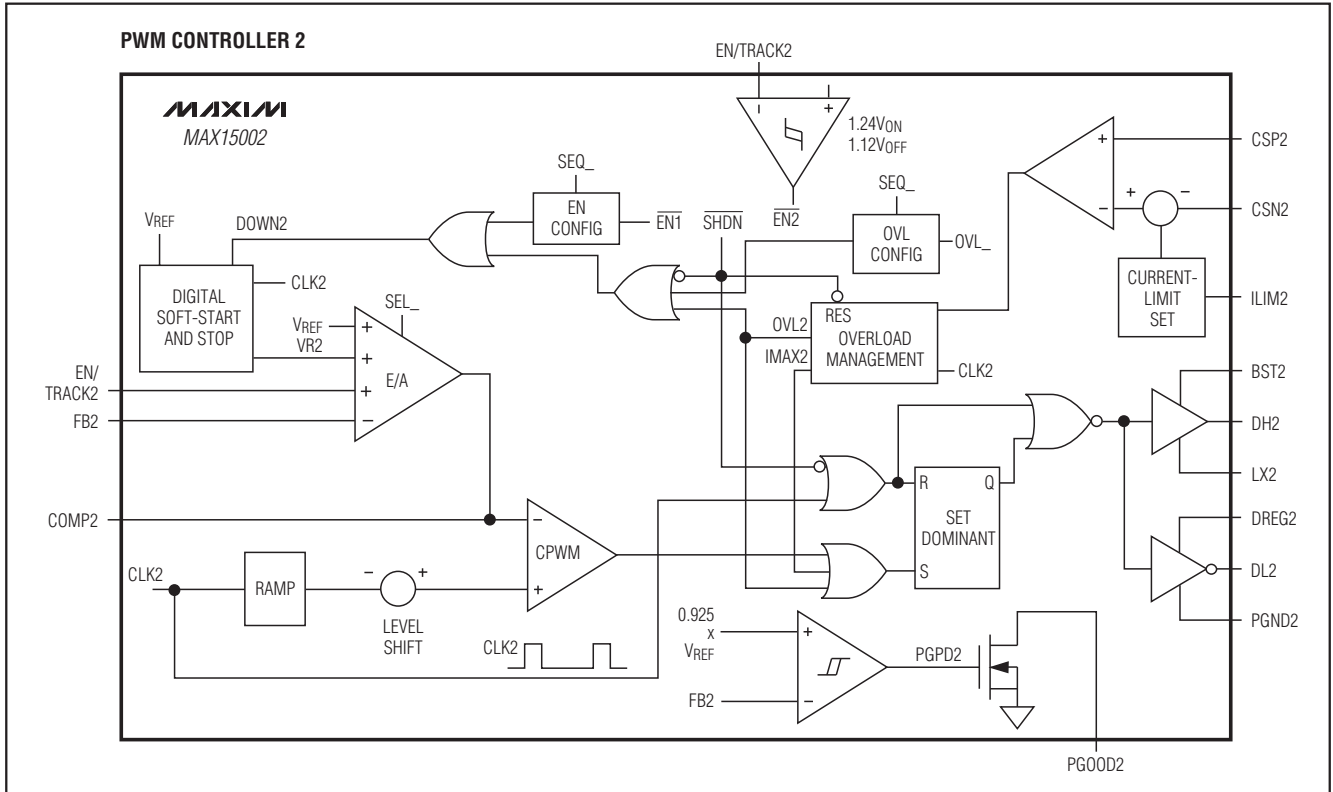 PWM CONTROLLER 2
EN/TRACK2
MAXIM
MAX15002
− +
1.24VON
1.12VOFF
+
CSP2
SEQ_
SEQ_
VREF
DOWN2
EN
CONFIG
EN1
SHDN
EN2
OVL
CONFIG
OVL_
+ −
−
CSN2
DIGITAL
SOFT-START
AND STOP
CLK2
SEL_
CURRENT-
LIMIT
SET
ILIM2
VREF
+
VR2
+
RES
OVL2
OVERLOAD
MANAGEMENT
IMAX2
CLK2
EN/
TRACK2
+
E/A
FB2
−
BST2
DH2
LX2
R Q
SET
DOMINANT
S
COMP2
−
CPWM
+
DREG2
DL2
PGND2
CLK2
RAMP
− +
LEVEL
SHIFT
CLK2
0.925
x
VREF
+
PGPD2
FB2
−
PGOOD2